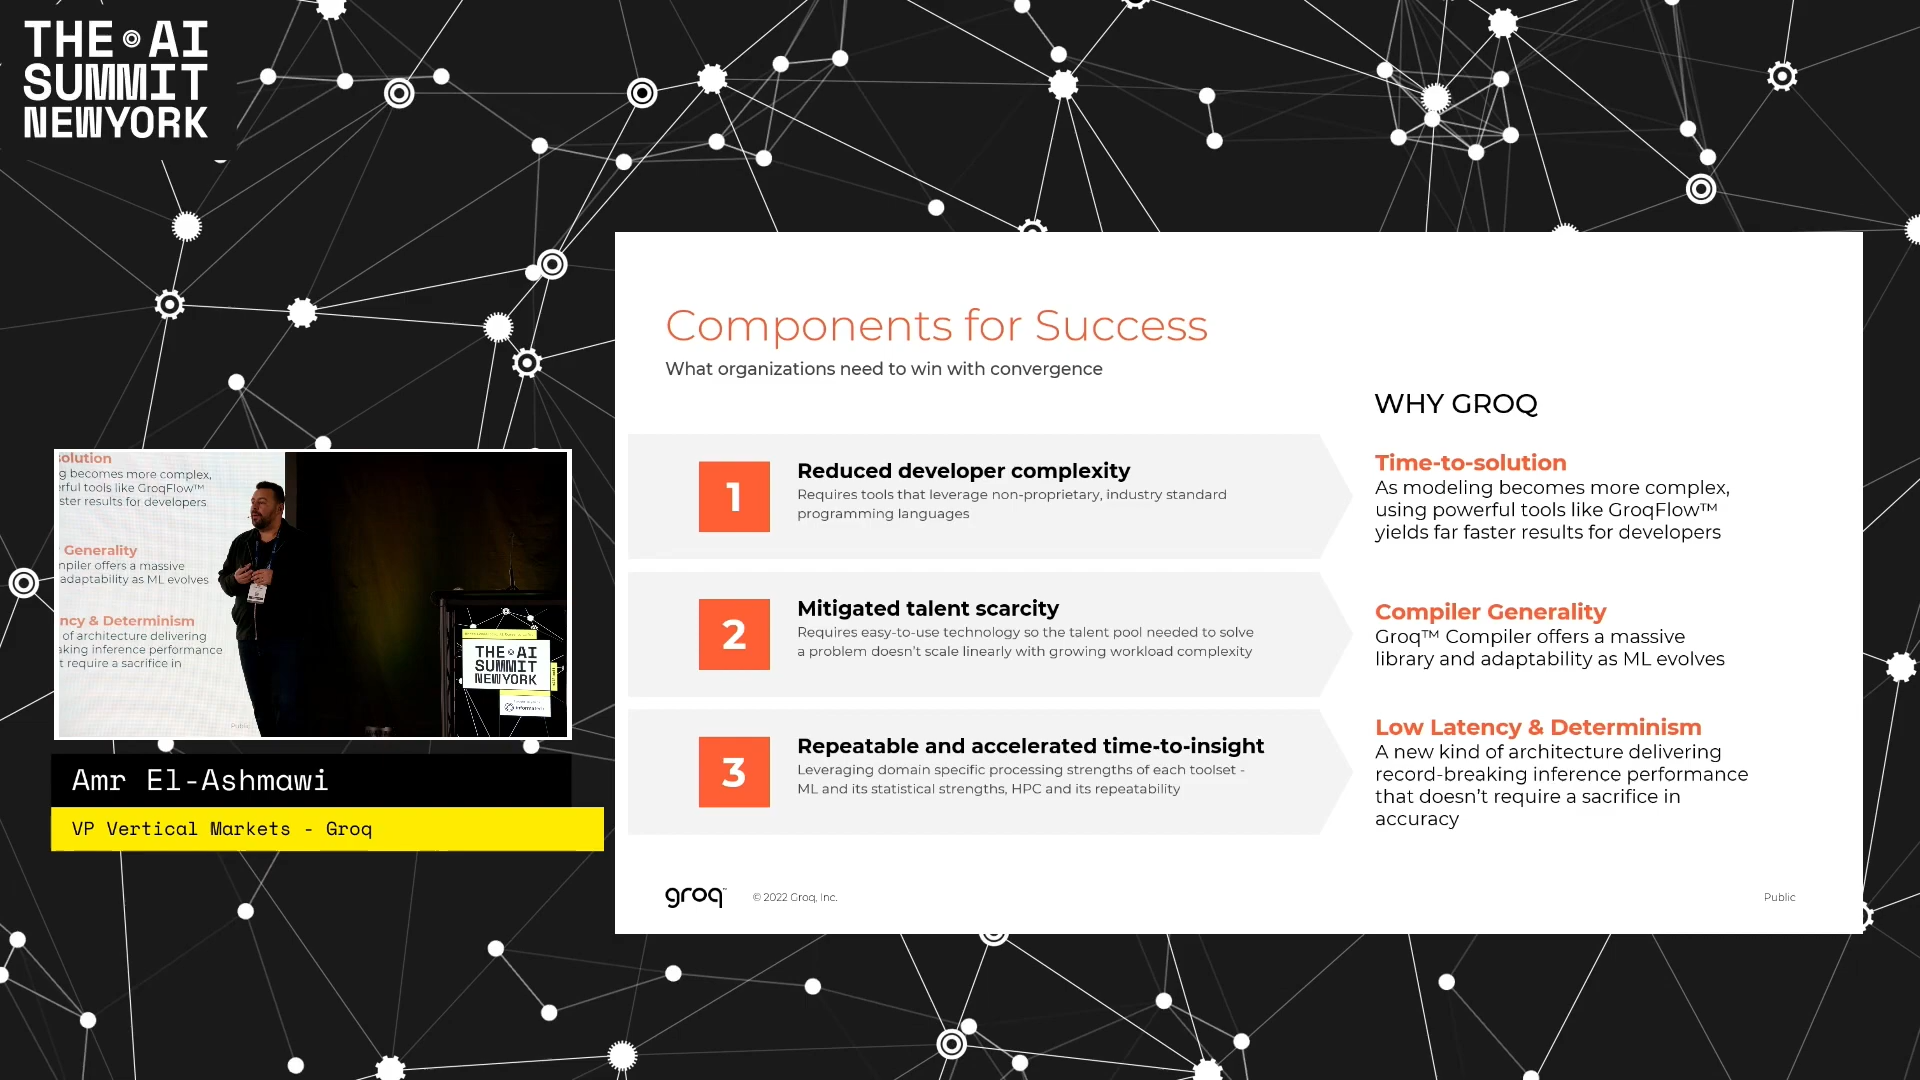 THE AI
SUMMIT
NEWYORK
Components for Success
What organizations need to win with convergence
1
Reduced developer complexity
Requires tools that leverage non-proprietary, industry standard
programming languages
2
Mitigated talent scarcity
Requires easy-to-use technology so the talent pool needed to solve
a problem doesn't scale linearly with growing workload complexity
3
Repeatable and accelerated time-to-insight
Leveraging domain specific processing strengths of each toolset -
ML and its statistical strengths, HPC and its repeatability
WHY GROQ
Time-to-solution
As modeling becomes more complex,
using powerful tools like GroqFlow™
yields far faster results for developers
Compiler Generality
Groq™ Compiler offers a massive
library and adaptability as ML evolves
Low Latency & Determinism
A new kind of architecture delivering
record-breaking inference performance
that doesn't require a sacrifice in
accuracy
groq™
© 2022 Groq, Inc.
Public
olution
g becomes more complex,
rful tools like GroqFlow™
ster results for developers
Generality
mpiler offers a massive
adaptability as ML evolves
ncy & Determinism
of architecture delivering
aking inference performance
t require a sacrifice in
Public
THE AI
SUMMIT
NEWYORK
Amr El-Ashmawi
VP Vertical Markets - Groq